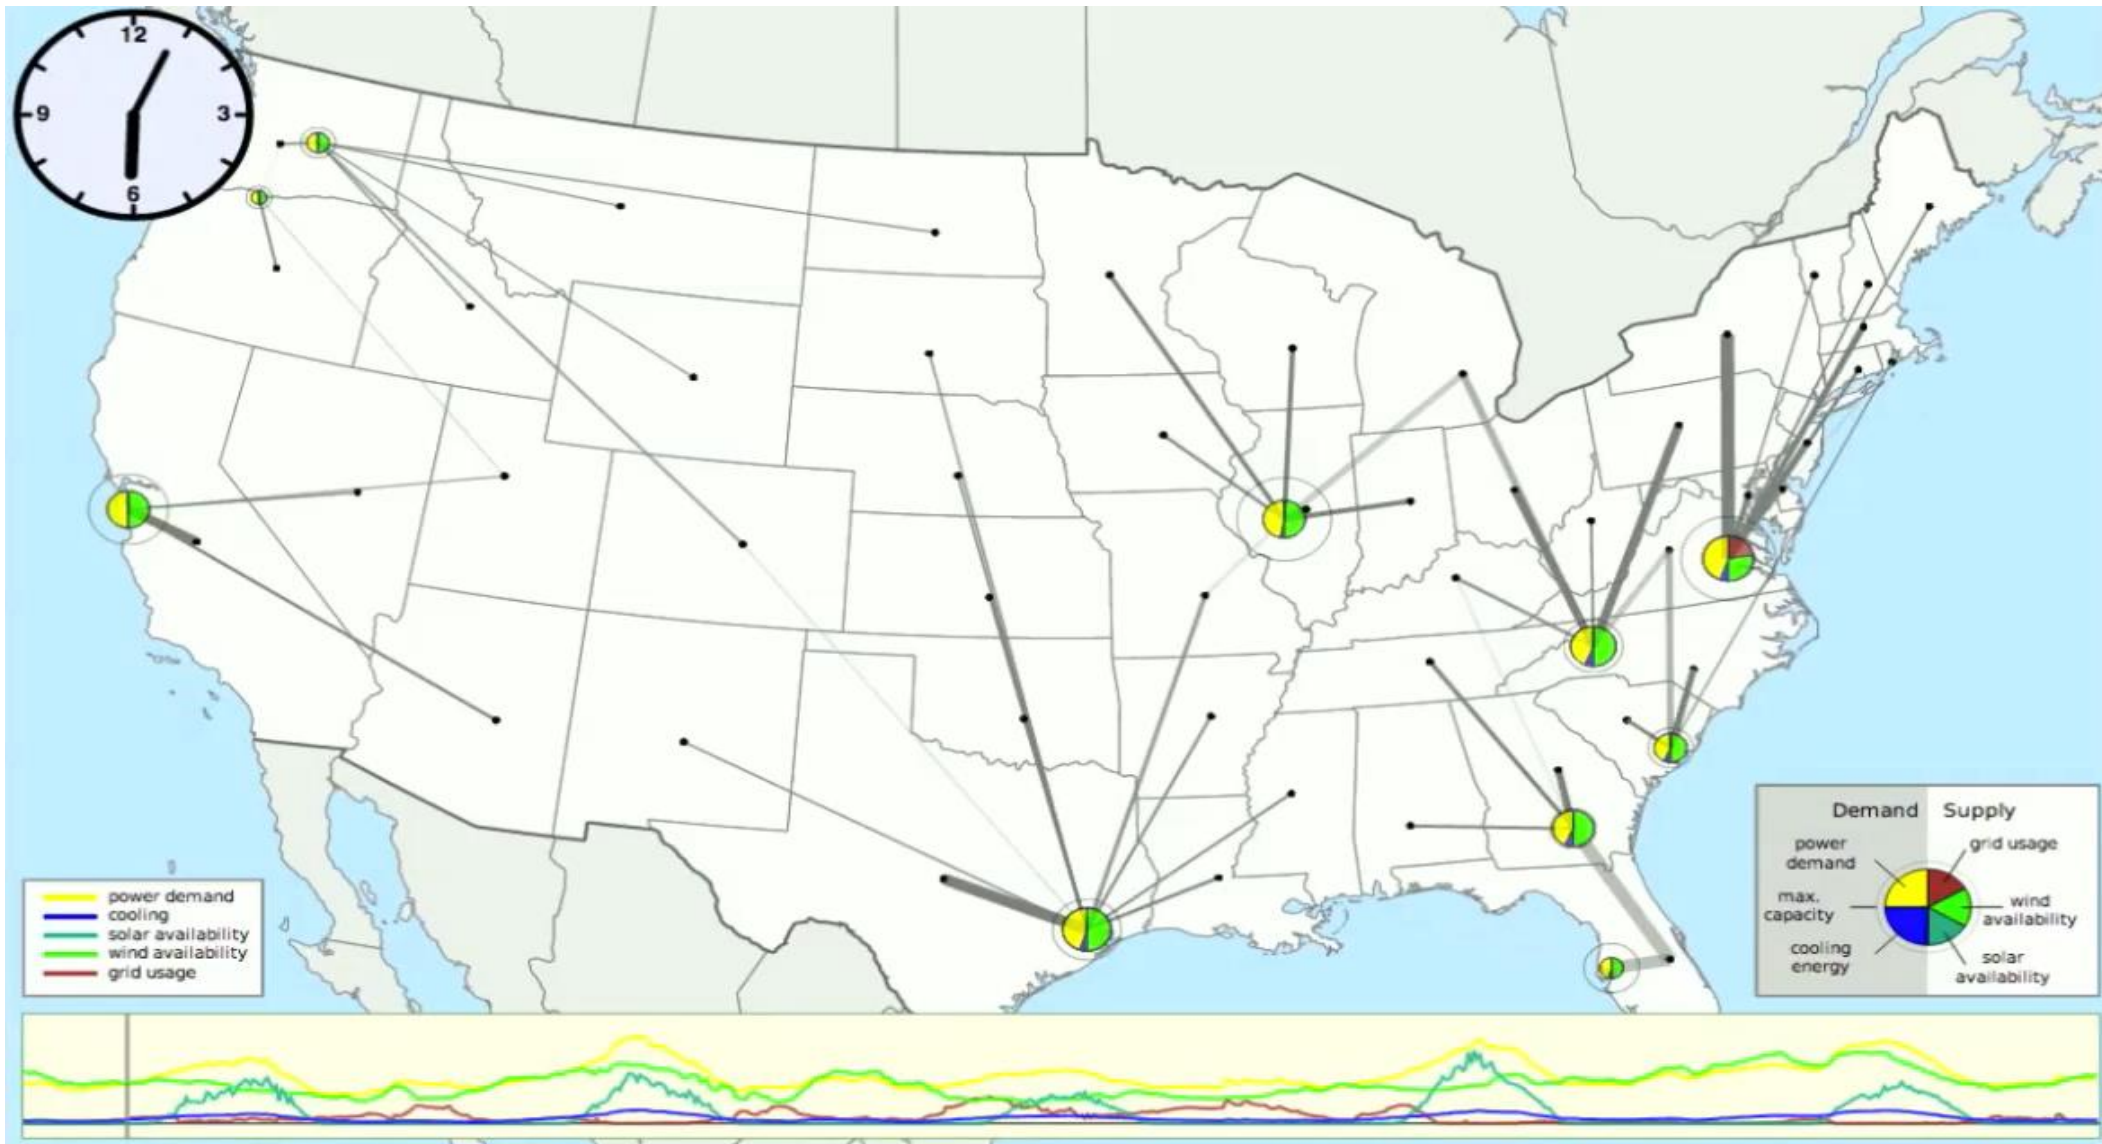 12
9
3
6
power demand
cooling
solar availability
wind availability
grid usage
Demand Supply
power
demand
grid usage
max.
capacity
wind
availability
cooling
energy
solar
availability